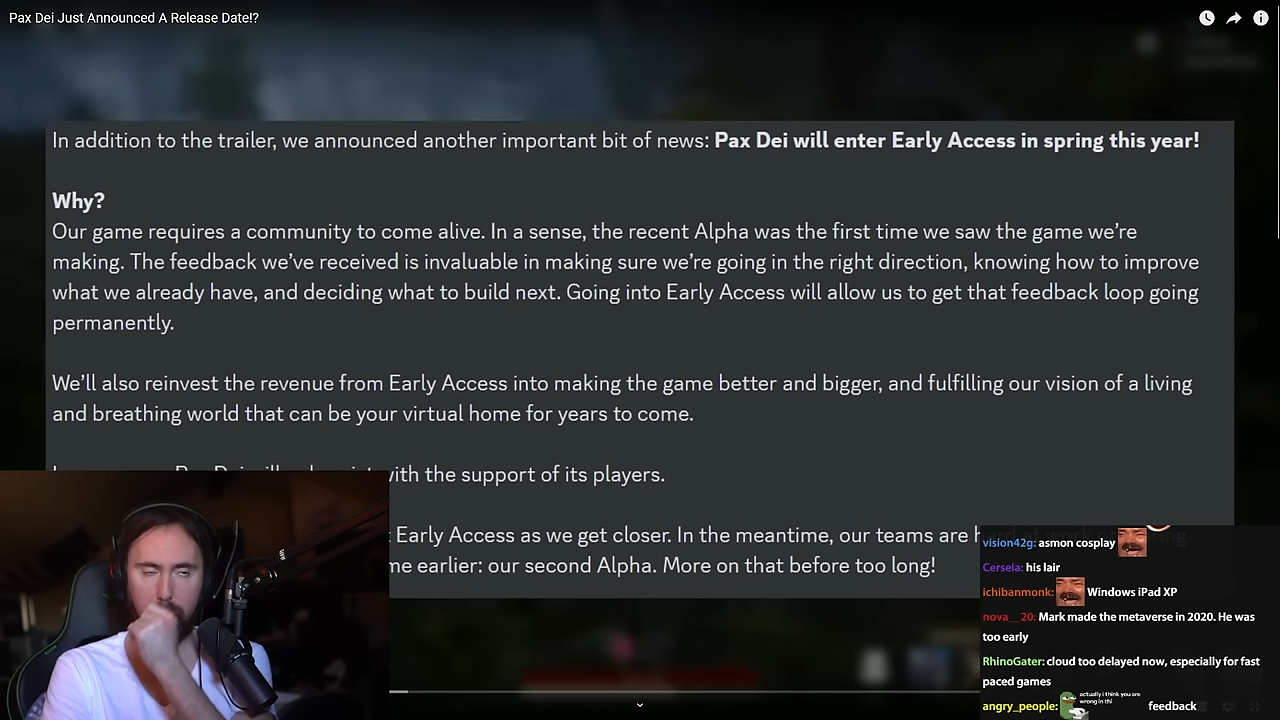 Pax Dei Just Announced A Release Date!?
In addition to the trailer, we announced another important bit of news: Pax Dei will enter Early Access in spring this year!
Why?
Our game requires a community to come alive. In a sense, the recent Alpha was the first time we saw the game we’re
making. The feedback we’ve received is invaluable in making sure we’re going in the right direction, knowing how to improve
what we already have, and deciding what to build next. Going into Early Access will allow us to get that feedback loop going
permanently.
We’ll also reinvest the revenue from Early Access into making the game better and bigger, and fulfilling our vision of a living
and breathing world that can be your virtual home for years to come.
with the support of its players.
Early Access as we get closer. In the meantime, our teams are
me earlier: our second Alpha. More on that before too long!
vision42g: asmon cosplay
Cersela: his lair
ichibanmonk: Windows iPad XP
nova__20: Mark made the metaverse in 2020. He was
too early
RhinoGater: cloud too delayed now, especially for fast
paced games
actually i think you are
wrong in thi
angry_people: feedback